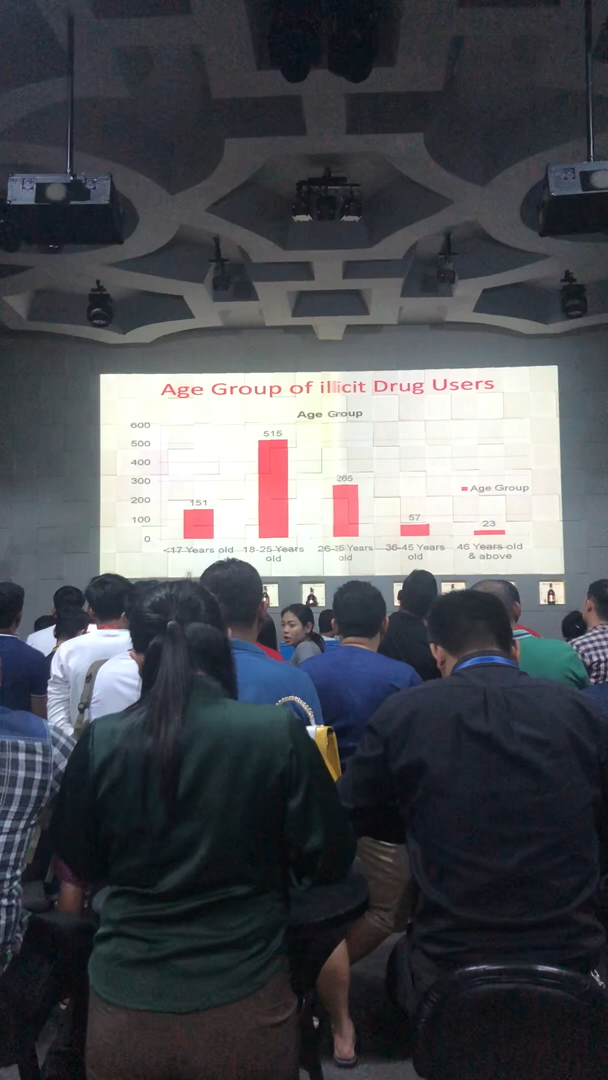 Age Group of illicit Drug Users
Age Group
600
500
400
300
200
100
0
151
515
265
57
23
Age Group
<17 Years old
18-25 Years
old
26-35 Years
old
36-45 Years
old
46 Years old
& above